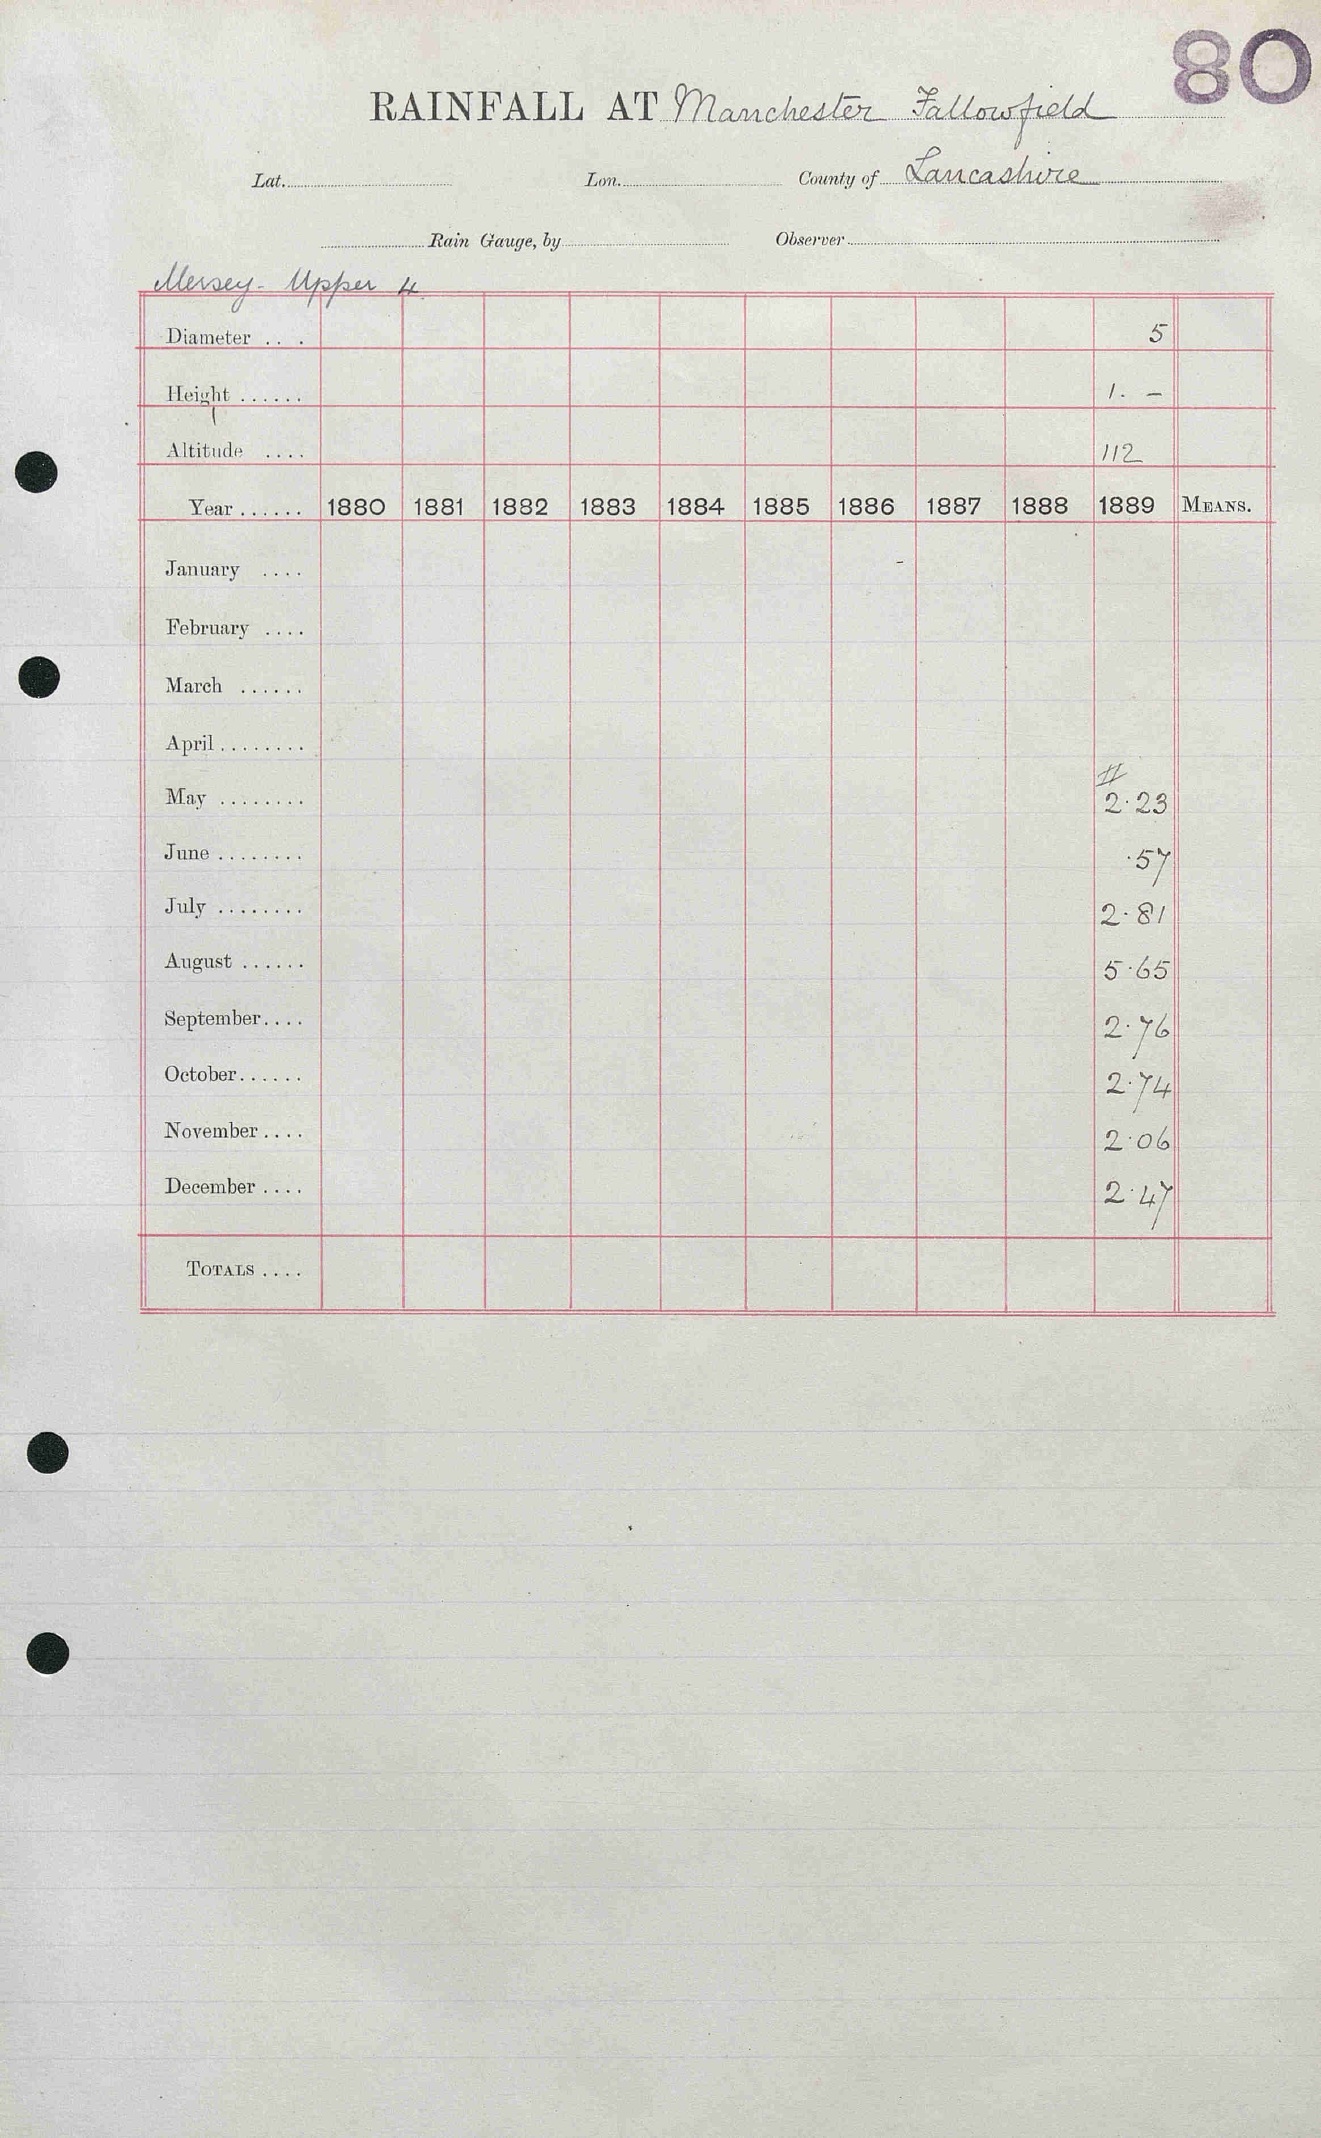 80
RAINFALL AT Manchester Fallowfield
Lat. Lon. County of Lancashire
Rain Gauge, by Observer
Mersey - Upper 4
Diameter .. . 5
Height ...... 1. –
Altitude .... 112
Year ...... 1880 1881 1882 1883 1884 1885 1886 1887 1888 1889 MEANS.
January ....
February ....
March ......
April ........
#
May ........ 2.23
June ........ .57
July ........ 2.81
August ...... 5.65
September.... 2.76
October...... 2.74
November.... 2.06
December .... 2.47
TOTALS ....